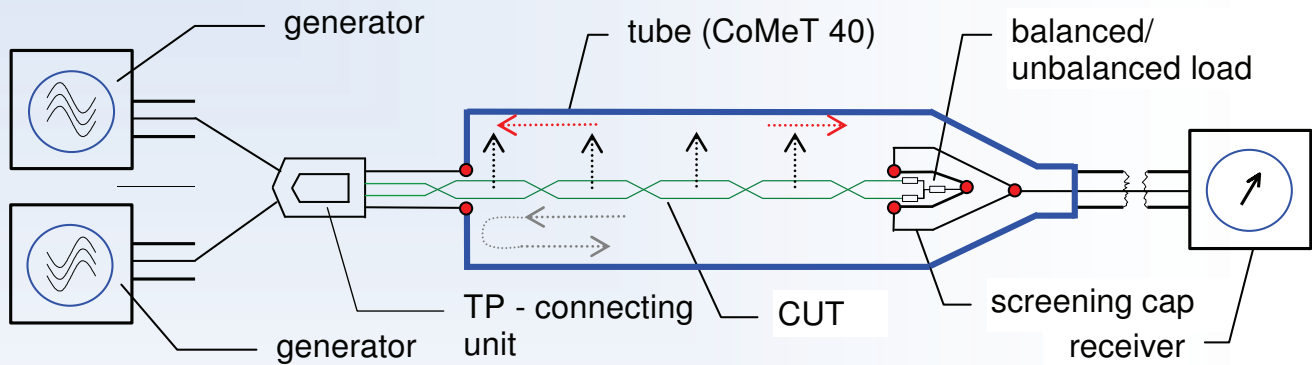 generator
tube (CoMeT 40)
balanced/
unbalanced load
generator
TP - connecting
unit
CUT
screening cap
receiver